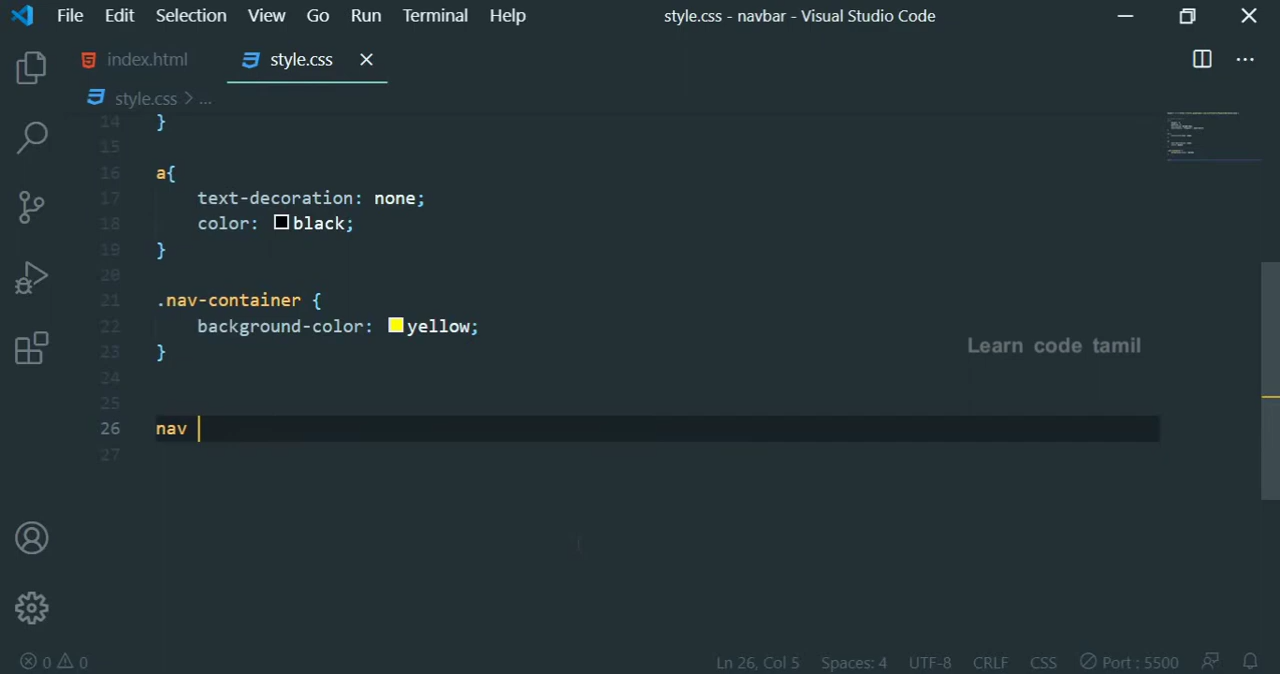 File Edit Selection View Go Run Terminal Help style.css - navbar - Visual Studio Code
index.html style.css
style.css > ...
14 }
15
16 a{
17 text-decoration: none;
18 color: black;
19 }
20
21 .nav-container {
22 background-color: yellow;
23 }
Learn code tamil
24
25
26 nav
27
0 0 Ln 26, Col 5 Spaces: 4 UTF-8 CRLF CSS Port : 5500